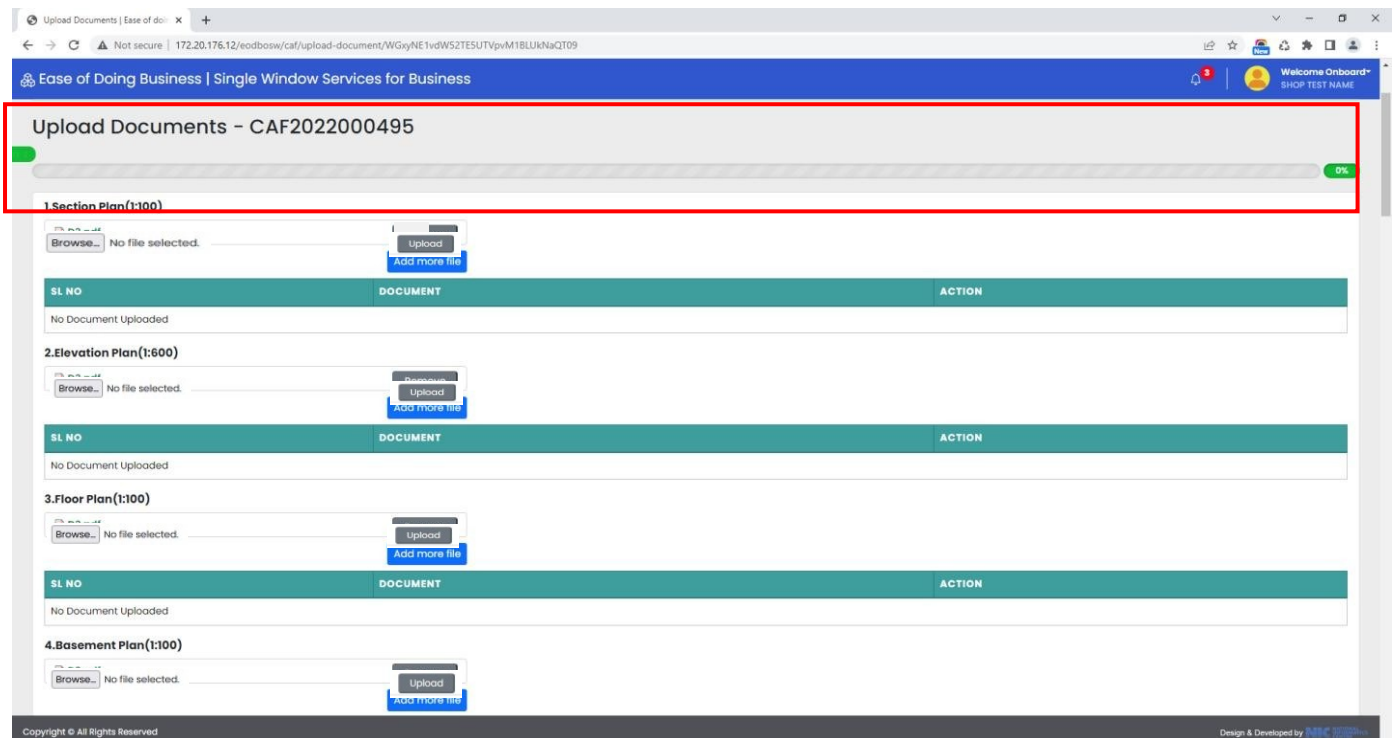 Upload Documents | Ease of doi
Not secure | 172.20.176.12/eodbosw/caf/upload-document/WGxyNE1vdW52TE5UTVpvM1BLUkNaQT09
New
Ease of Doing Business | Single Window Services for Business
3
Welcome Onboard
SHOP TEST NAME
Upload Documents - CAF2022000495
0%
1.Section Plan(1:100)
Browse... No file selected.
Upload
Add more file
SL NO DOCUMENT ACTION
No Document Uploaded
2.Elevation Plan(1:600)
Remove
Browse... No file selected.
Upload
Add more file
SL NO DOCUMENT ACTION
No Document Uploaded
3.Floor Plan(1:100)
Browse... No file selected.
Upload
Add more file
SL NO DOCUMENT ACTION
No Document Uploaded
4.Basement Plan(1:100)
Browse... No file selected.
Upload
Add more file
Copyright © All Rights Reserved
Design & Developed by NIC